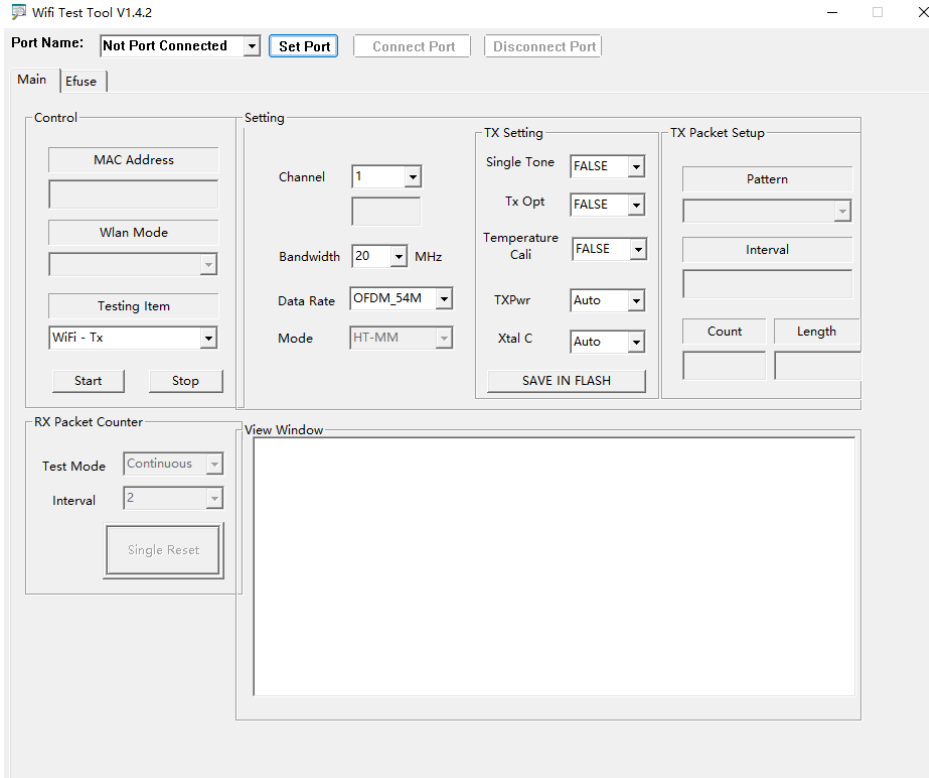 Wifi Test Tool V1.4.2
Port Name: Not Port Connected Set Port Connect Port Disconnect Port
Main Efuse
Control
MAC Address
Wlan Mode
Testing Item
WiFi - Tx
Start Stop
Setting
Channel 1
Bandwidth 20 MHz
Data Rate OFDM_54M
Mode HT-MM
TX Setting
Single Tone FALSE
Tx Opt FALSE
Temperature
Cali FALSE
TXPwr Auto
Xtal C Auto
SAVE IN FLASH
TX Packet Setup
Pattern
Interval
Count Length
RX Packet Counter
Test Mode Continuous
Interval 2
Single Reset
View Window